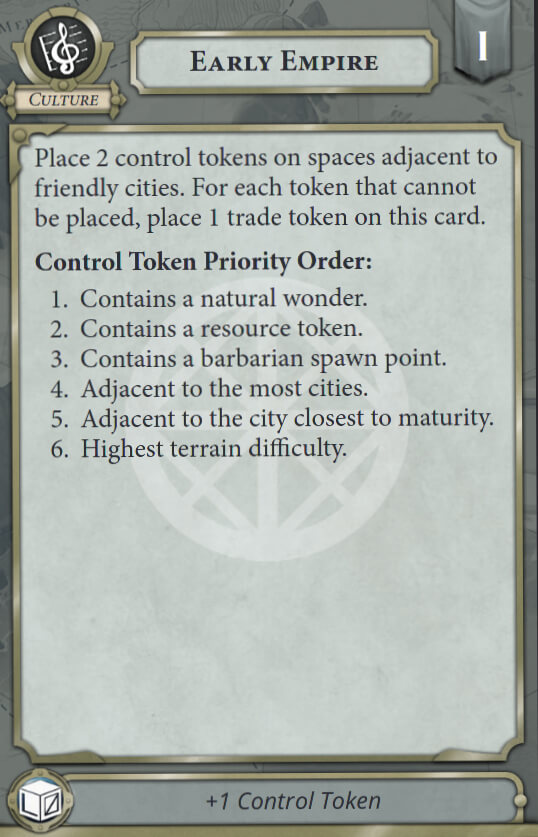 EARLY EMPIRE
I
CULTURE
Place 2 control tokens on spaces adjacent to
friendly cities. For each token that cannot
be placed, place 1 trade token on this card.
Control Token Priority Order:
1. Contains a natural wonder.
2. Contains a resource token.
3. Contains a barbarian spawn point.
4. Adjacent to the most cities.
5. Adjacent to the city closest to maturity.
6. Highest terrain difficulty.
+1 Control Token